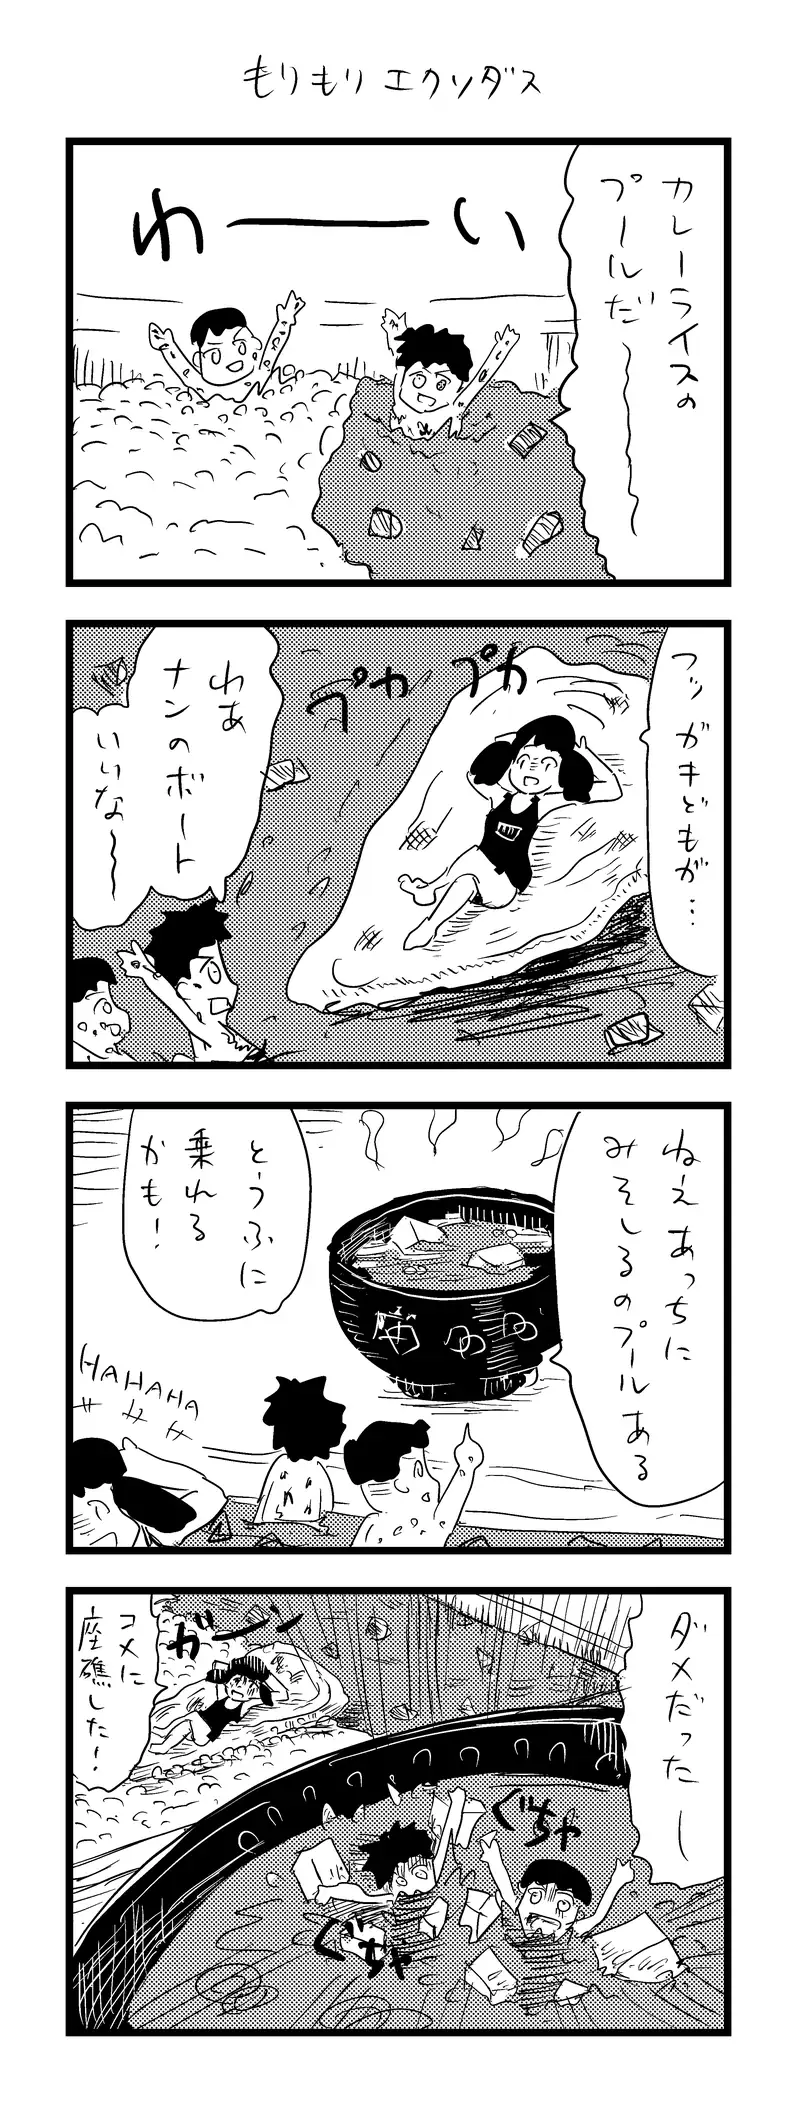 もりもりエクソダス
カレーライスの
プールだ〜〜
わーい
フッ ガキどもが…
プカ プカ
わぁ
ナンのボート
いいな〜
ねえあっちに
みそしるのプールある
とうふに
乗れる
かも!
HAHAHA
ダメだったー
ぐちゃ
ぐちゃ
ガーン
コメに
座礁した!